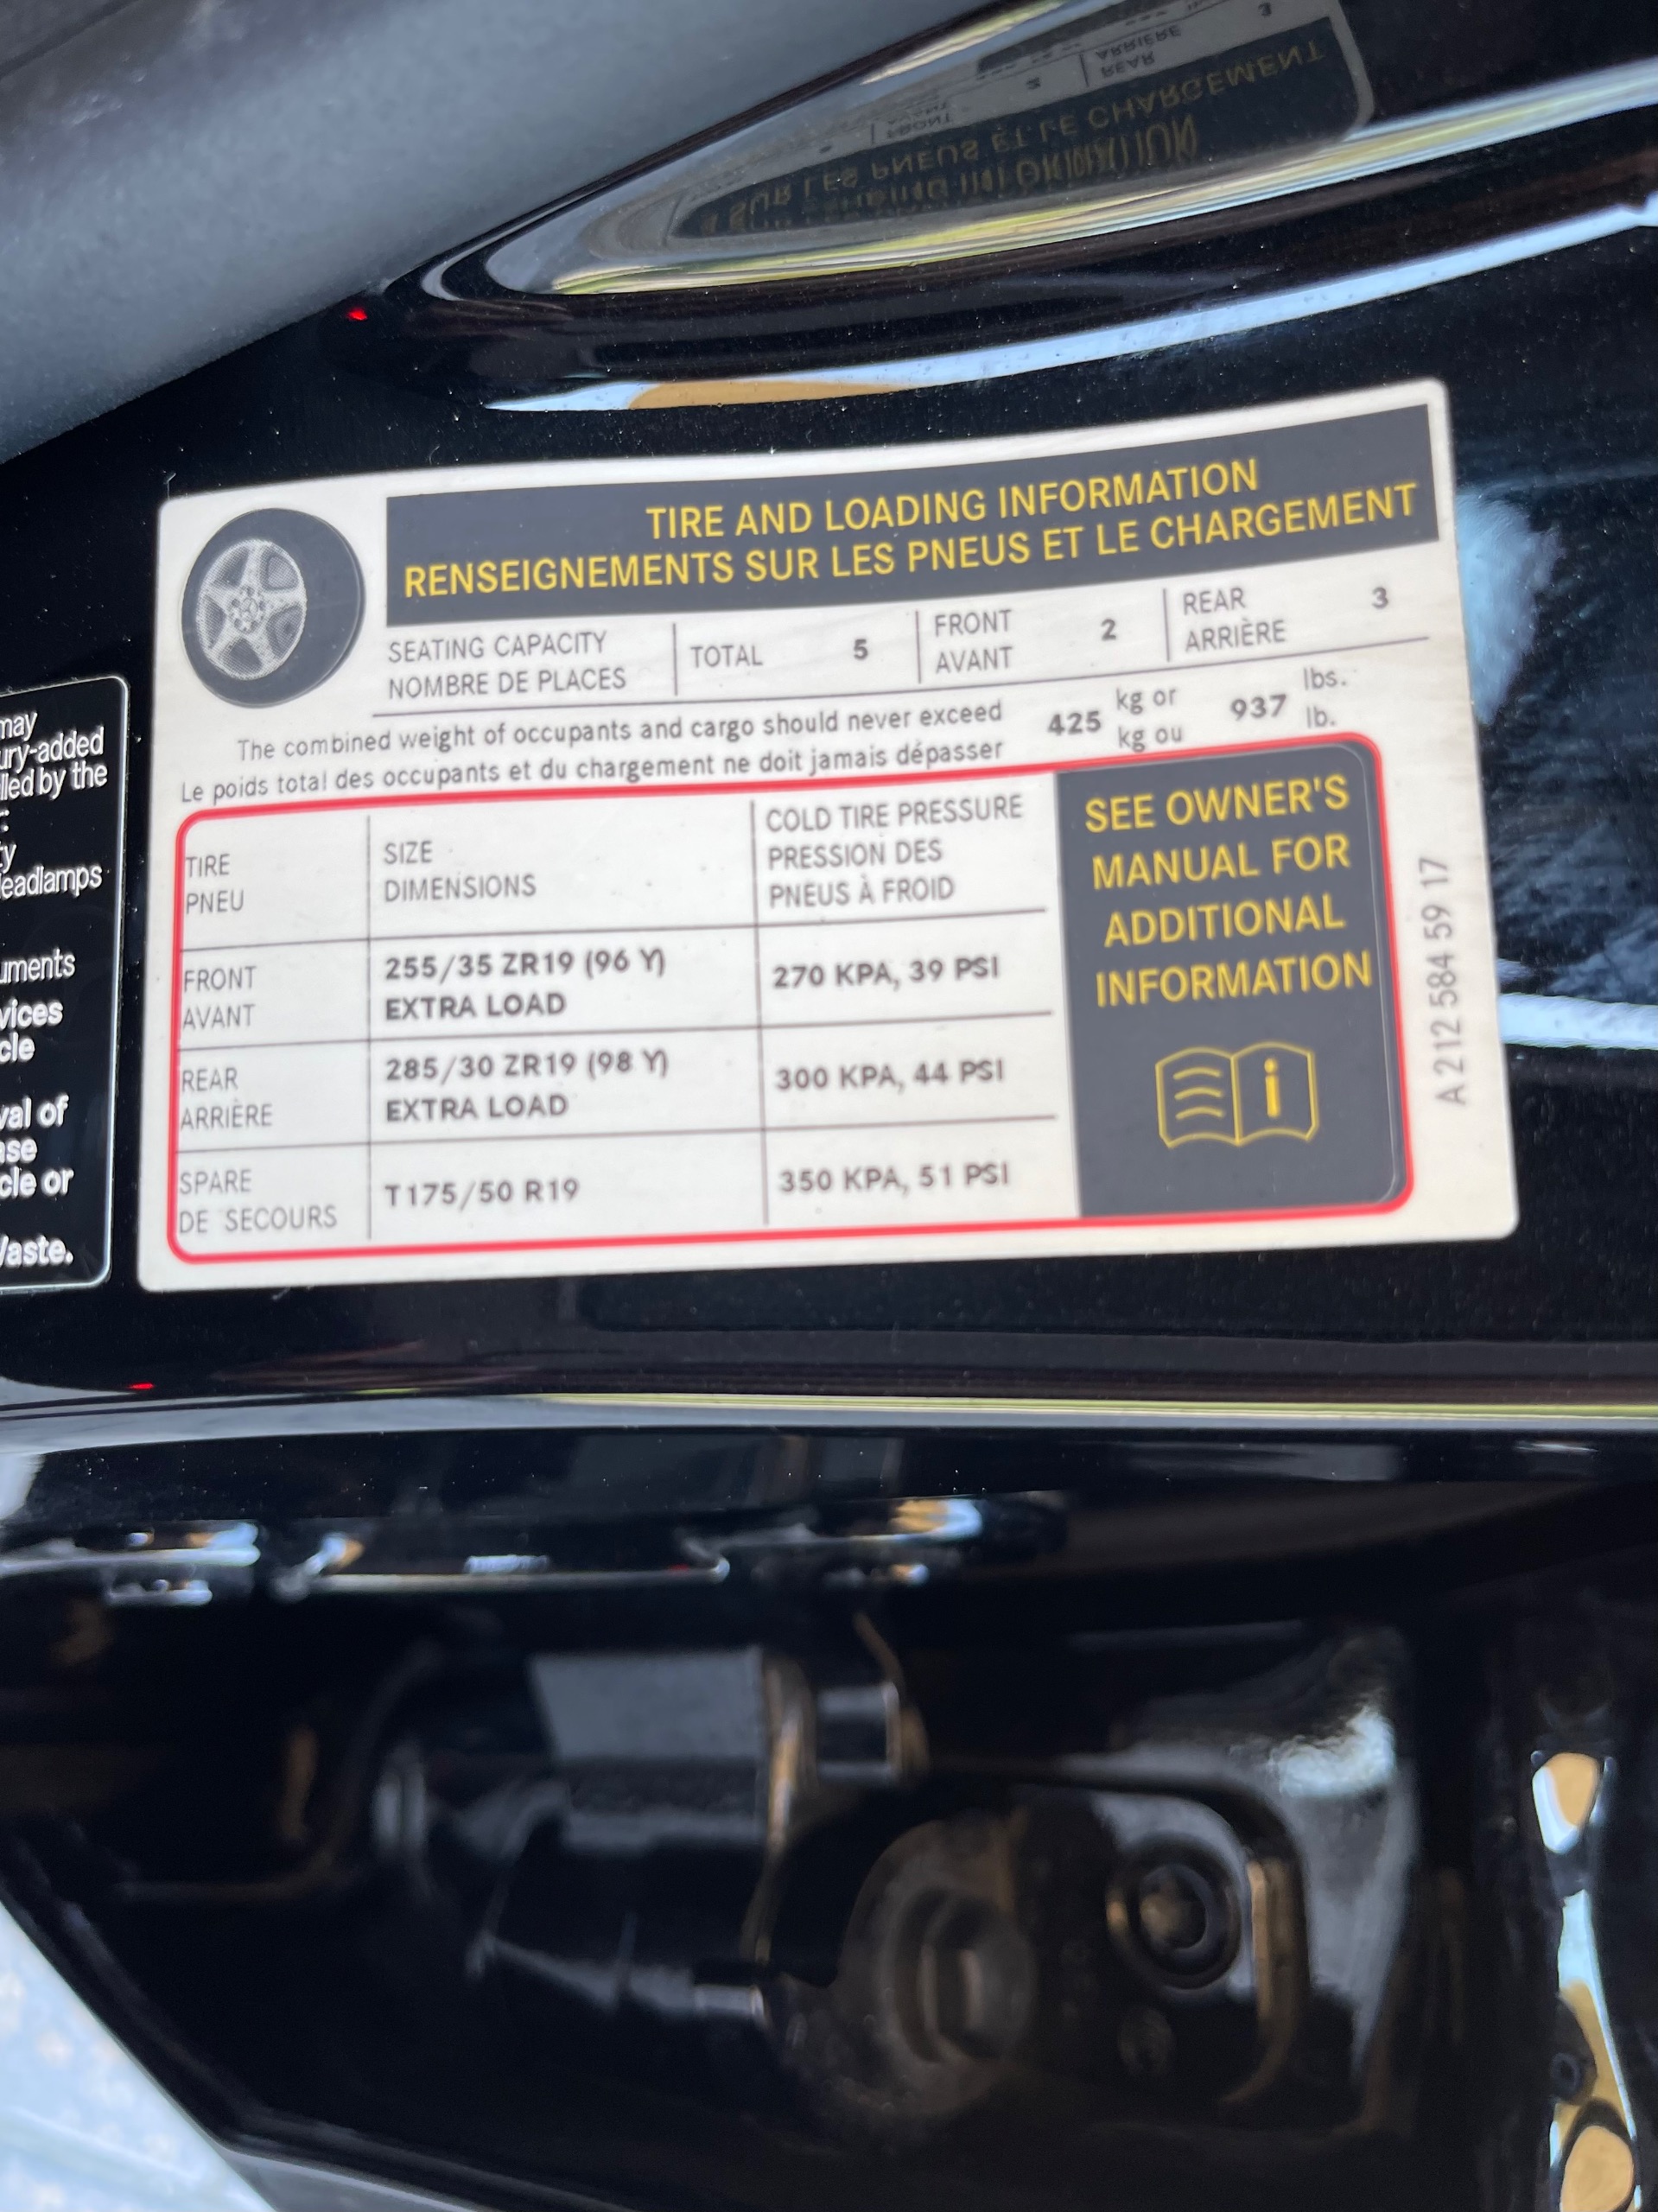 TIRE AND LOADING INFORMATION
RENSEIGNEMENTS SUR LES PNEUS ET LE CHARGEMENT
SEATING CAPACITY
NOMBRE DE PLACES
TOTAL 5
FRONT
AVANT
2
REAR
ARRIÈRE
3
The combined weight of occupants and cargo should never exceed
Le poids total des occupants et du chargement ne doit jamais dépasser
425
kg or
kg ou
937
lbs.
lb.
TIRE
PNEU
SIZE
DIMENSIONS
COLD TIRE PRESSURE
PRESSION DES
PNEUS À FROID
FRONT
AVANT
255/35 ZR19 (96 Y)
EXTRA LOAD
270 KPA, 39 PSI
REAR
ARRIÈRE
285/30 ZR19 (98 Y)
EXTRA LOAD
300 KPA, 44 PSI
SPARE
DE SECOURS
T175/50 R19
350 KPA, 51 PSI
SEE OWNER'S
MANUAL FOR
ADDITIONAL
INFORMATION
i
A 212 584 59 17
may
ury-added
lled by the
:
ty
Headlamps
uments
vices
cle
val of
ase
cle or
Waste.